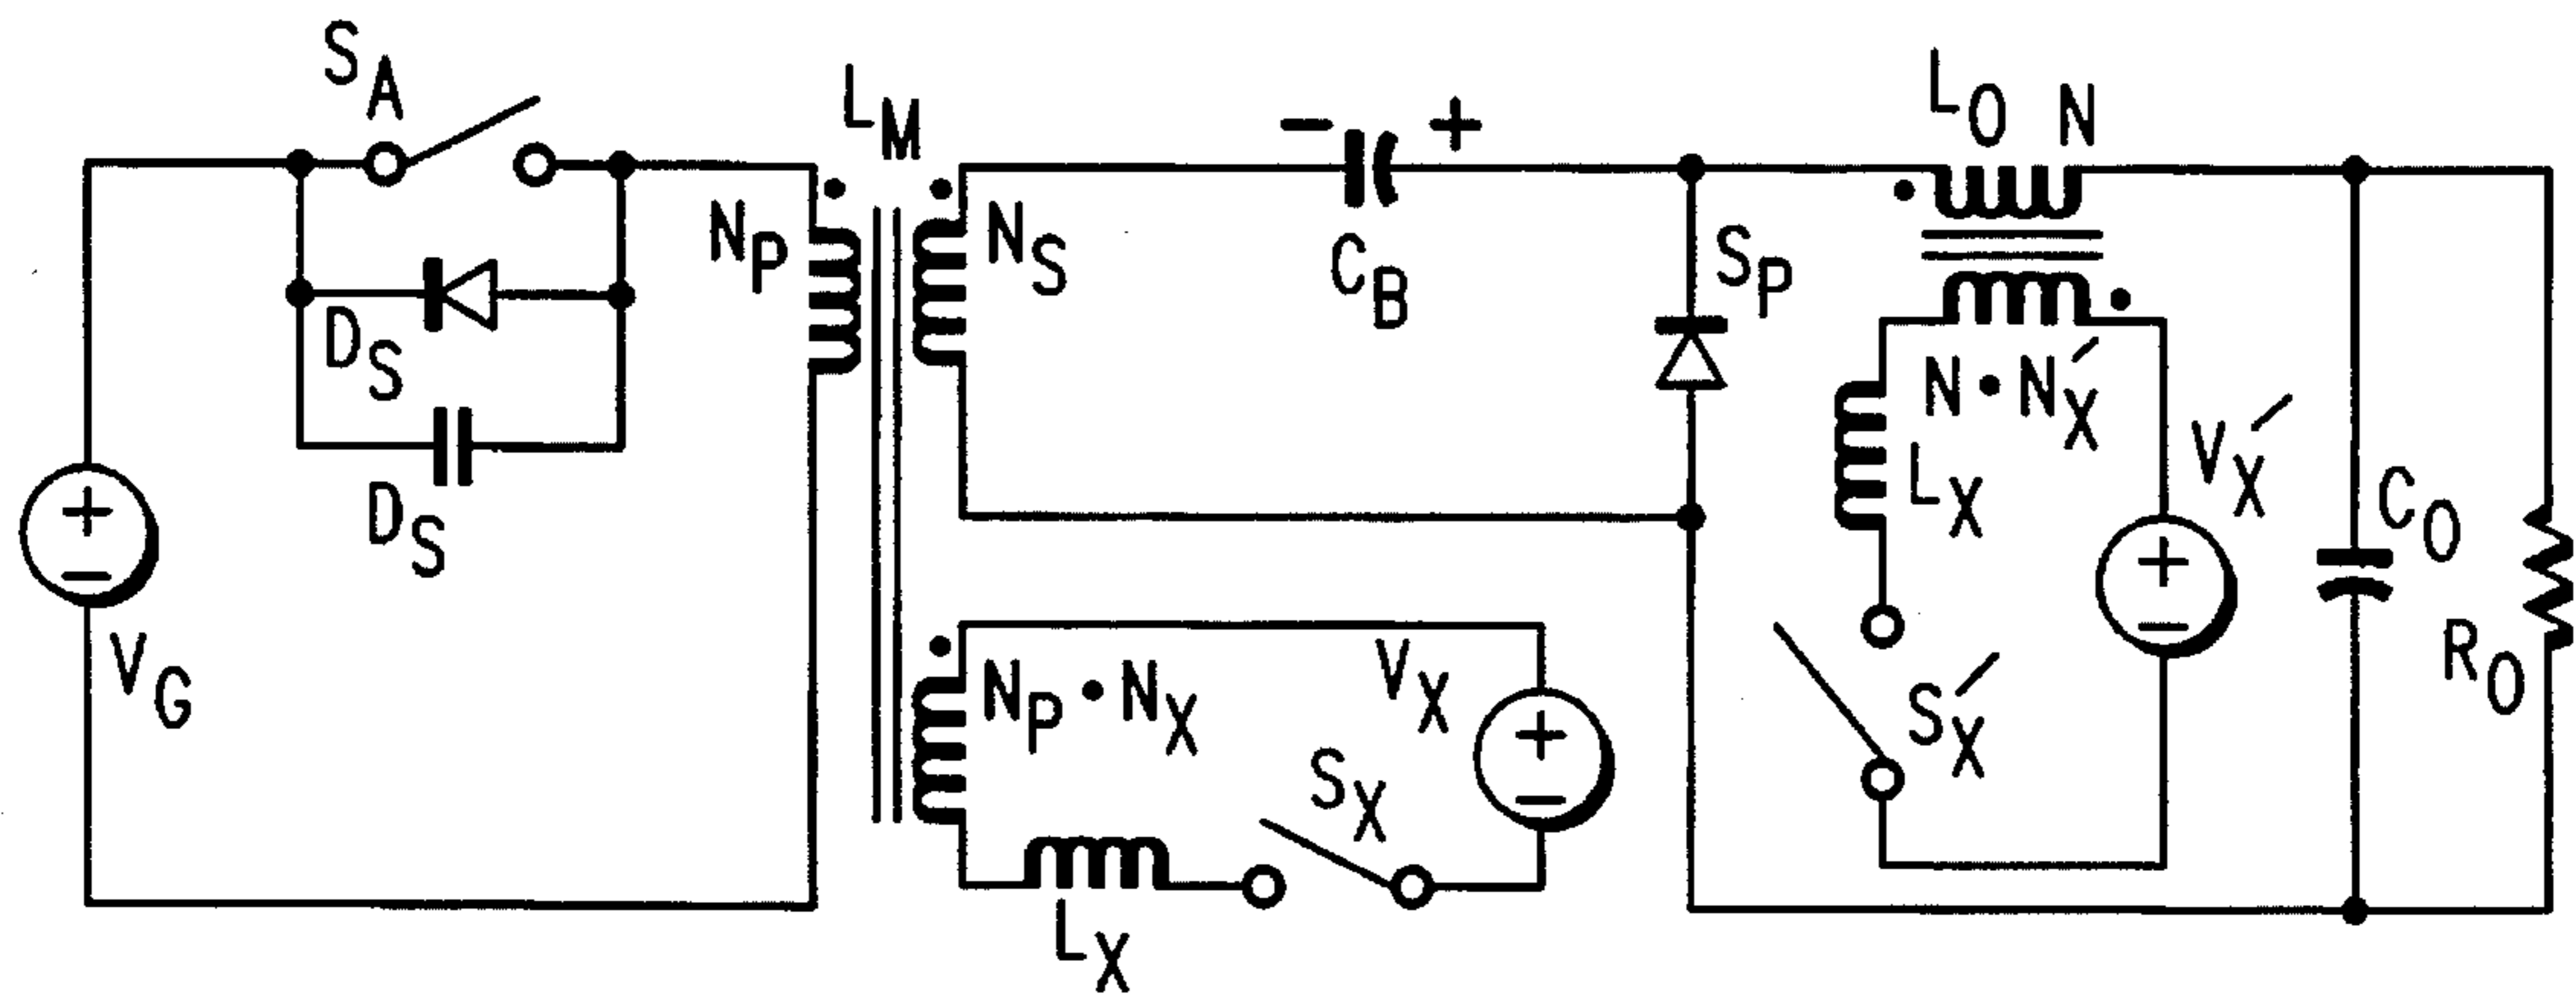 S_A
L_M
- +
L_O N
N_P
N_S
C_B
S_P
D_S
D_S
N • N_X′
L_X
V_X′
C_O
+
-
V_G
N_P • N_X
V_X
+
-
S_X
L_X
S_X′
+
-
R_O